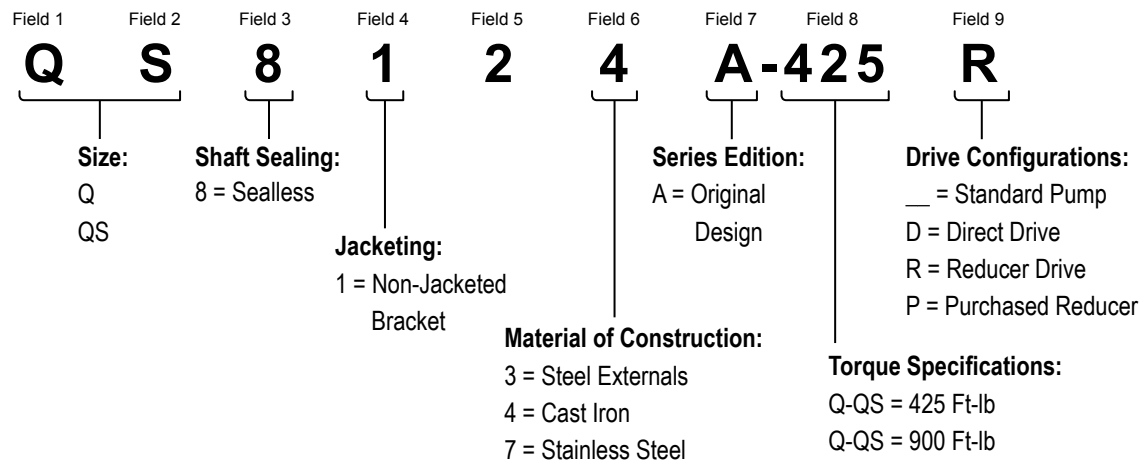 Field 1 Field 2 Field 3 Field 4 Field 5 Field 6 Field 7 Field 8 Field 9
Q S 8 1 2 4 A-425 R
Size:
Q
QS
Shaft Sealing:
8 = Sealless
Jacketing:
1 = Non-Jacketed
Bracket
Material of Construction:
3 = Steel Externals
4 = Cast Iron
7 = Stainless Steel
Series Edition:
A = Original
Design
Torque Specifications:
Q-QS = 425 Ft-lb
Q-QS = 900 Ft-lb
Drive Configurations:
__ = Standard Pump
D = Direct Drive
R = Reducer Drive
P = Purchased Reducer